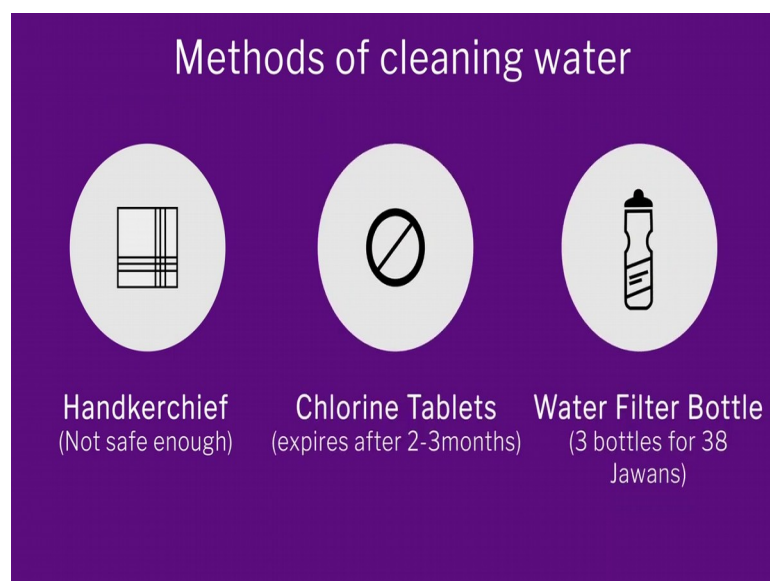 Methods of cleaning water
Handkerchief
(Not safe enough)
Chlorine Tablets
(expires after 2-3months)
Water Filter Bottle
(3 bottles for 38
Jawans)